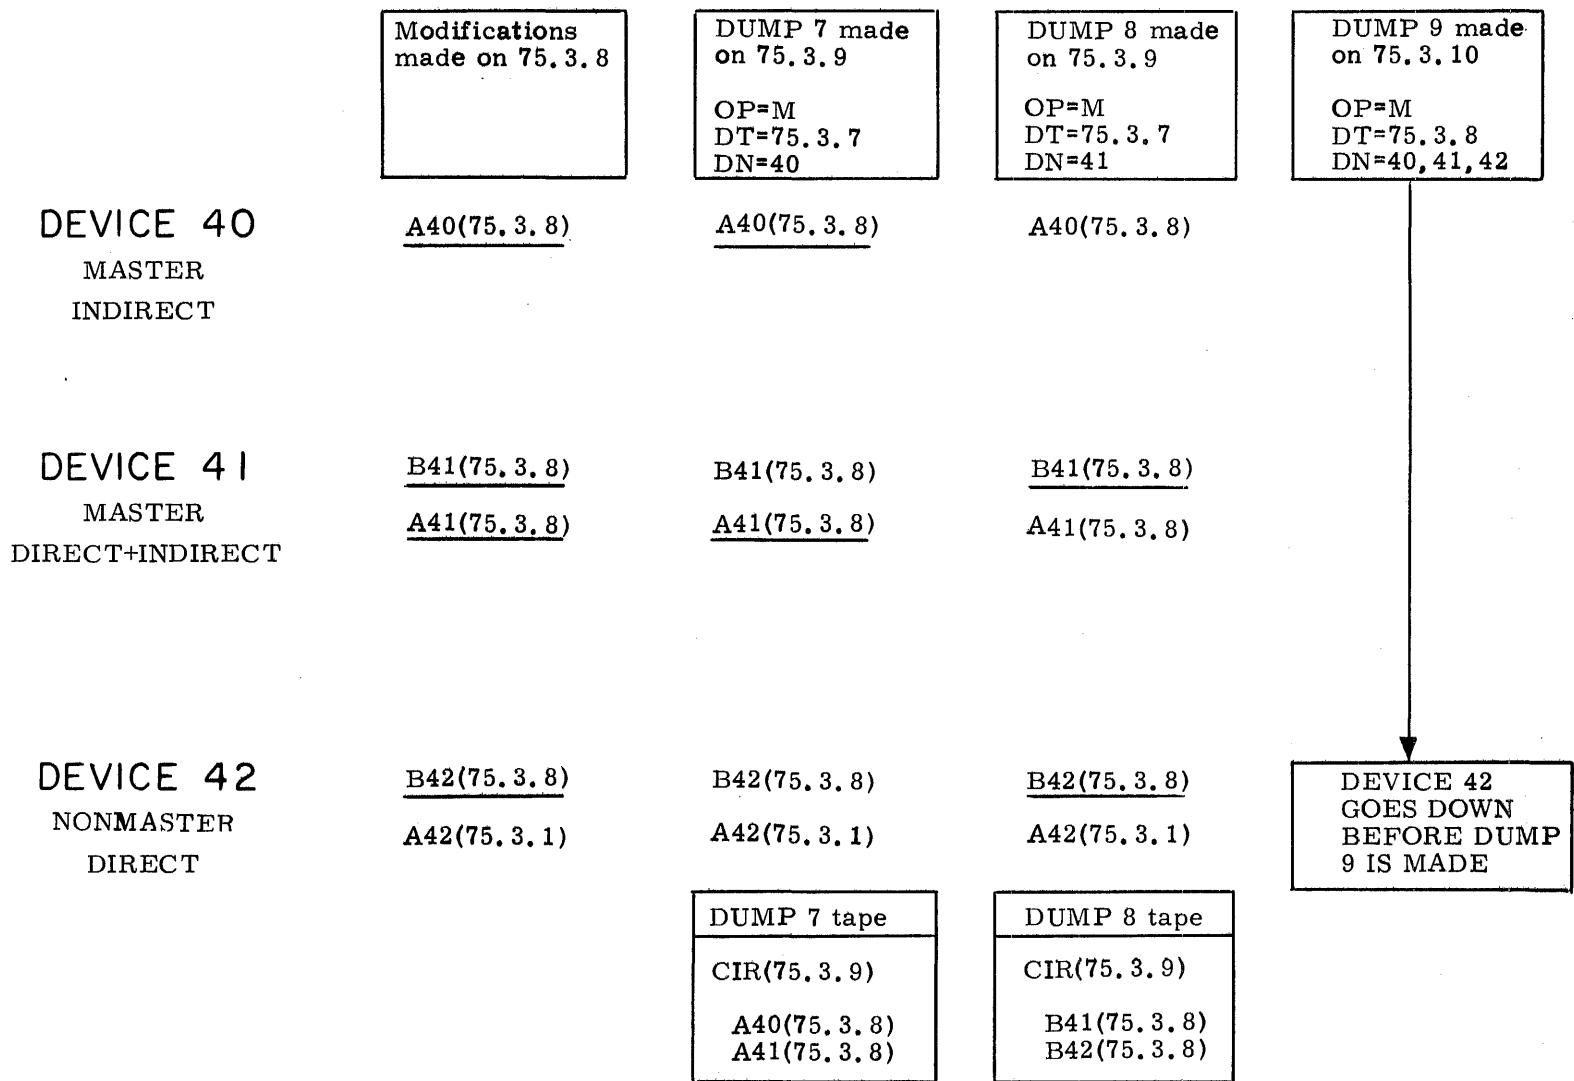 Modifications
made on 75.3.8
DUMP 7 made
on 75.3.9
OP=M
DT=75.3.7
DN=40
DUMP 8 made
on 75.3.9
OP=M
DT=75.3.7
DN=41
DUMP 9 made
on 75.3.10
OP=M
DT=75.3.8
DN=40,41,42
DEVICE 40
MASTER
INDIRECT
A40(75.3.8)
A40(75.3.8)
A40(75.3.8)
DEVICE 41
MASTER
DIRECT+INDIRECT
B41(75.3.8)
B41(75.3.8)
B41(75.3.8)
A41(75.3.8)
A41(75.3.8)
A41(75.3.8)
DEVICE 42
NONMASTER
DIRECT
B42(75.3.8)
B42(75.3.8)
B42(75.3.8)
A42(75.3.1)
A42(75.3.1)
A42(75.3.1)
DEVICE 42
GOES DOWN
BEFORE DUMP
9 IS MADE
DUMP 7 tape
CIR(75.3.9)
A40(75.3.8)
A41(75.3.8)
DUMP 8 tape
CIR(75.3.9)
B41(75.3.8)
B42(75.3.8)